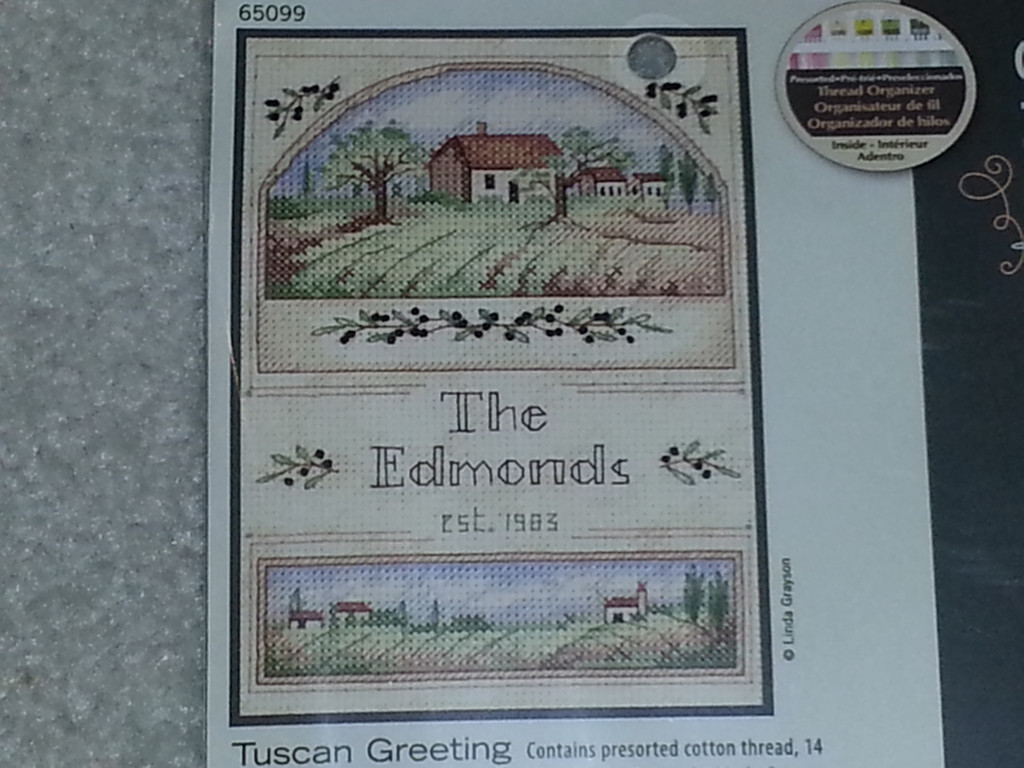 65099
Presorted•Pré-trié•Preseleccionados
Thread Organizer
Organisateur de fil
Organizador de hilos
Inside - Intérieur
Adentro
The
Edmonds
est. 1983
© Linda Grayson
Tuscan Greeting Contains presorted cotton thread, 14